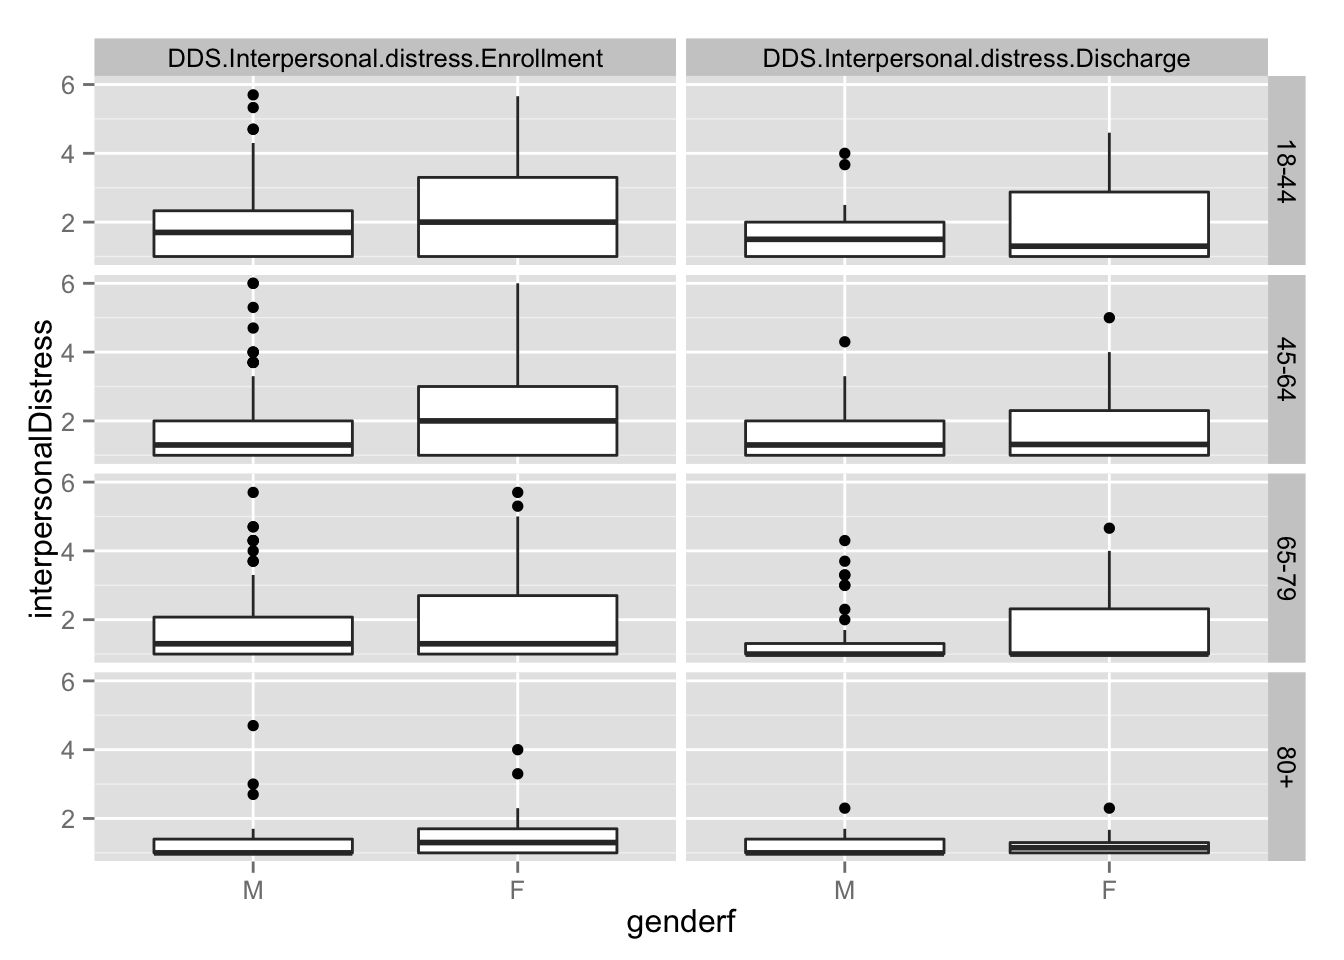 DDS.Interpersonal.distress.Enrollment
DDS.Interpersonal.distress.Discharge
6
4
2
18-44
6
4
2
45-64
6
4
2
65-79
6
4
2
80+
interpersonalDistress
M
F
M
F
genderf